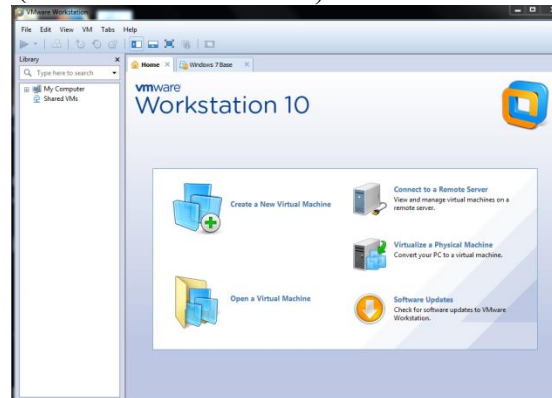 VMware Workstation
File Edit View VM Tabs Help
Library
Home
Windows 7 Base
Type here to search
My Computer
Shared VMs
vmware
Workstation 10
Create a New Virtual Machine
Connect to a Remote Server
View and manage virtual machines on a
remote server.
Virtualize a Physical Machine
Convert your PC to a virtual machine.
Open a Virtual Machine
Software Updates
Check for software updates to VMware
Workstation.